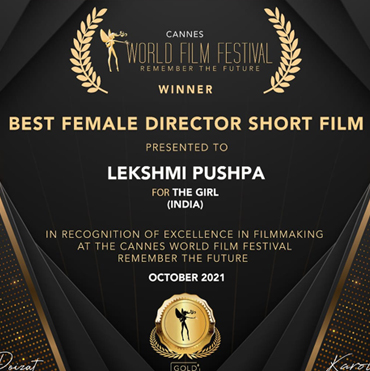 CANNES
WORLD FILM FESTIVAL
REMEMBER THE FUTURE
WINNER
BEST FEMALE DIRECTOR SHORT FILM
PRESENTED TO
LEKSHMI PUSHPA
FOR THE GIRL
(INDIA)
IN RECOGNITION OF EXCELLENCE IN FILMMAKING
AT THE CANNES WORLD FILM FESTIVAL
REMEMBER THE FUTURE
OCTOBER 2021
GOLD